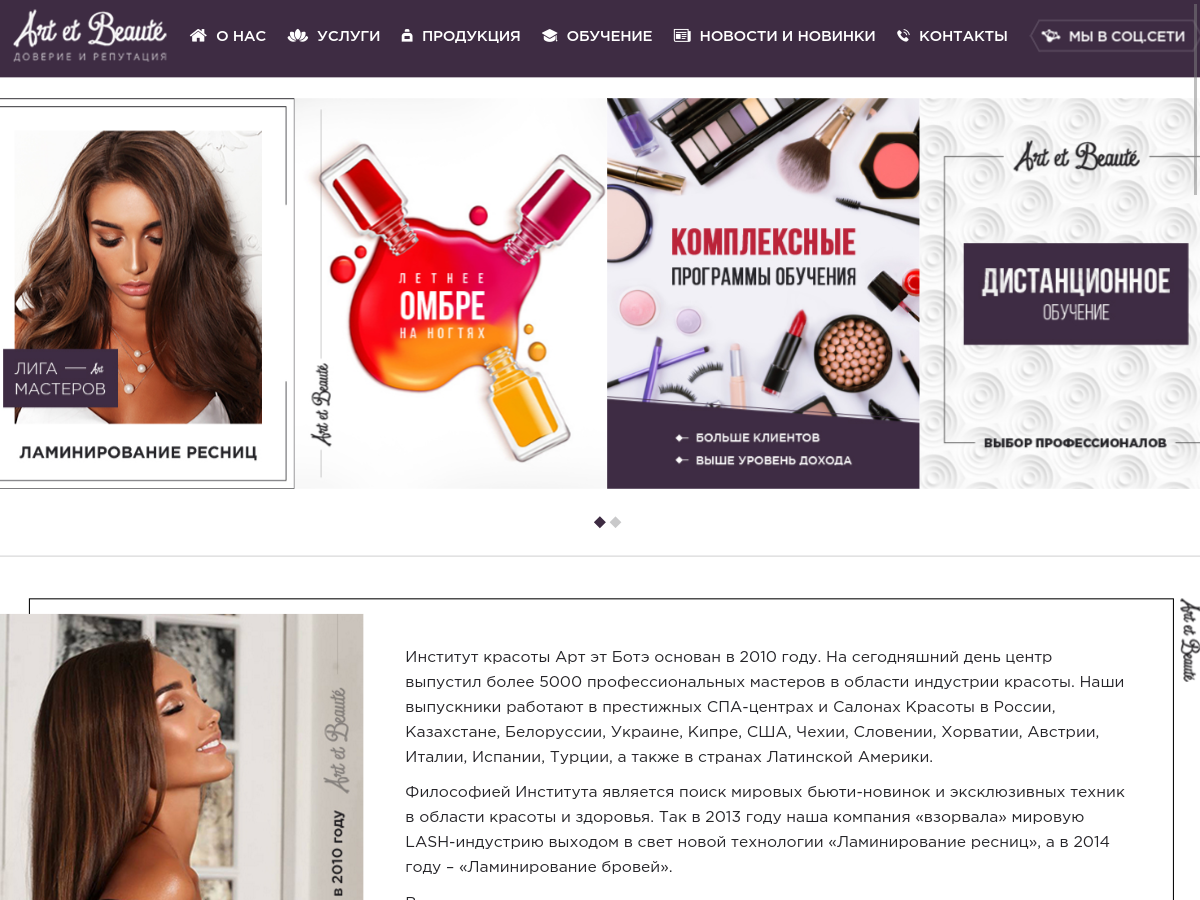 Art et Beauté
ДОВЕРИЕ И РЕПУТАЦИЯ
О НАС
УСЛУГИ
ПРОДУКЦИЯ
ОБУЧЕНИЕ
НОВОСТИ И НОВИНКИ
КОНТАКТЫ
МЫ В СОЦ.СЕТИ
ЛИГА Art
МАСТЕРОВ
ЛАМИНИРОВАНИЕ РЕСНИЦ
ЛЕТНЕЕ
ОМБРЕ
НА НОГТЯХ
Art et Beauté
КОМПЛЕКСНЫЕ
ПРОГРАММЫ ОБУЧЕНИЯ
БОЛЬШЕ КЛИЕНТОВ
ВЫШЕ УРОВЕНЬ ДОХОДА
Art et Beauté
ДИСТАНЦИОННОЕ
ОБУЧЕНИЕ
ВЫБОР ПРОФЕССИОНАЛОВ
Art et Beauté
в 2010 году
Art et Beauté
Институт красоты Арт эт Ботэ основан в 2010 году. На сегодняшний день центр
выпустил более 5000 профессиональных мастеров в области индустрии красоты. Наши
выпускники работают в престижных СПА-центрах и Салонах Красоты в России,
Казахстане, Белоруссии, Украине, Кипре, США, Чехии, Словении, Хорватии, Австрии,
Италии, Испании, Турции, а также в странах Латинской Америки.
Философией Института является поиск мировых бьюти-новинок и эксклюзивных техник
в области красоты и здоровья. Так в 2013 году наша компания «взорвала» мировую
LASH-индустрию выходом в свет новой технологии «Ламинирование ресниц», а в 2014
году – «Ламинирование бровей».